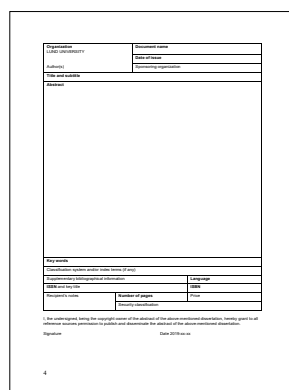 Organization
LUND UNIVERSITY
Document name
Date of issue
Author(s)
Sponsoring organization
Title and subtitle
Abstract
Key words
Classification system and/or index terms (if any)
Supplementary bibliographical information
Language
ISSN and key title
ISBN
Recipient's notes
Number of pages
Price
Security classification
I, the undersigned, being the copyright owner of the abstract of the above-mentioned dissertation, hereby grant to all
reference sources permission to publish and disseminate the abstract of the above-mentioned dissertation.
Signature
Date 2019-xx-xx
4